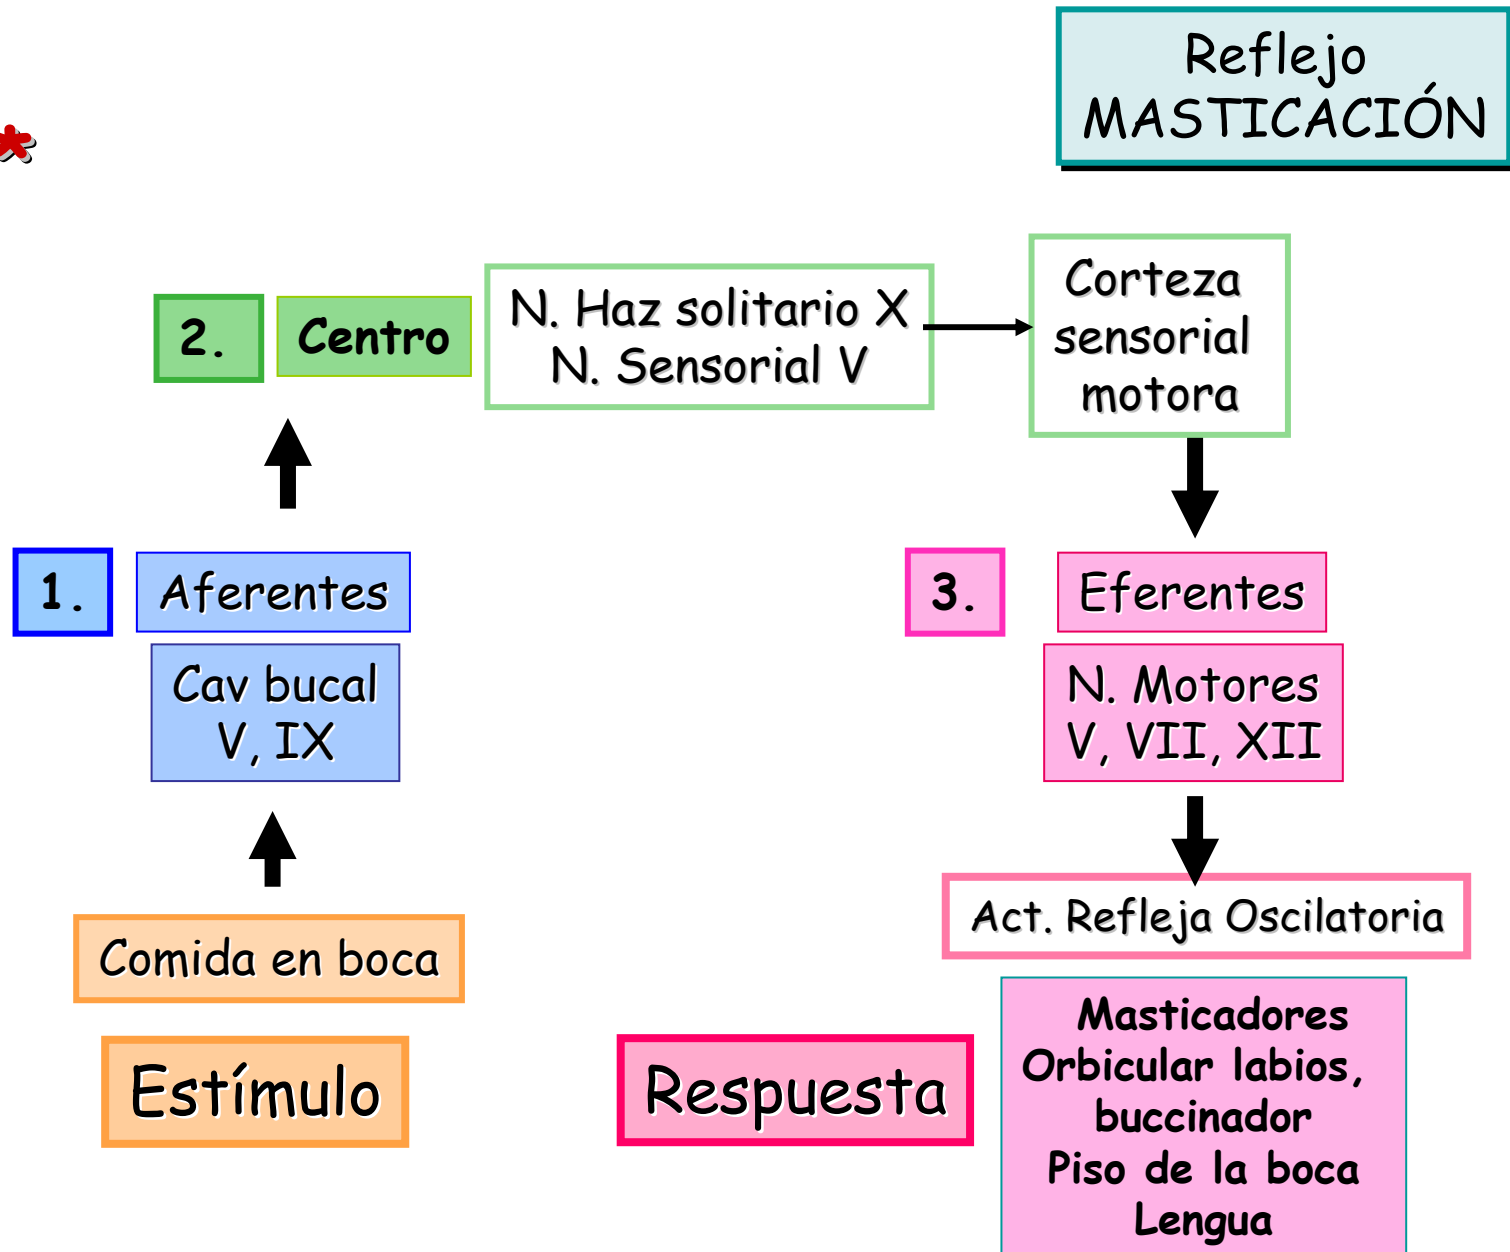 Reflejo
MASTICACIÓN
*
2. Centro
N. Haz solitario X
N. Sensorial V
Corteza
sensorial
motora
1. Aferentes
Cav bucal
V, IX
3. Eferentes
N. Motores
V, VII, XII
Comida en boca
Estímulo
Act. Refleja Oscilatoria
Respuesta
Masticadores
Orbicular labios,
buccinador
Piso de la boca
Lengua